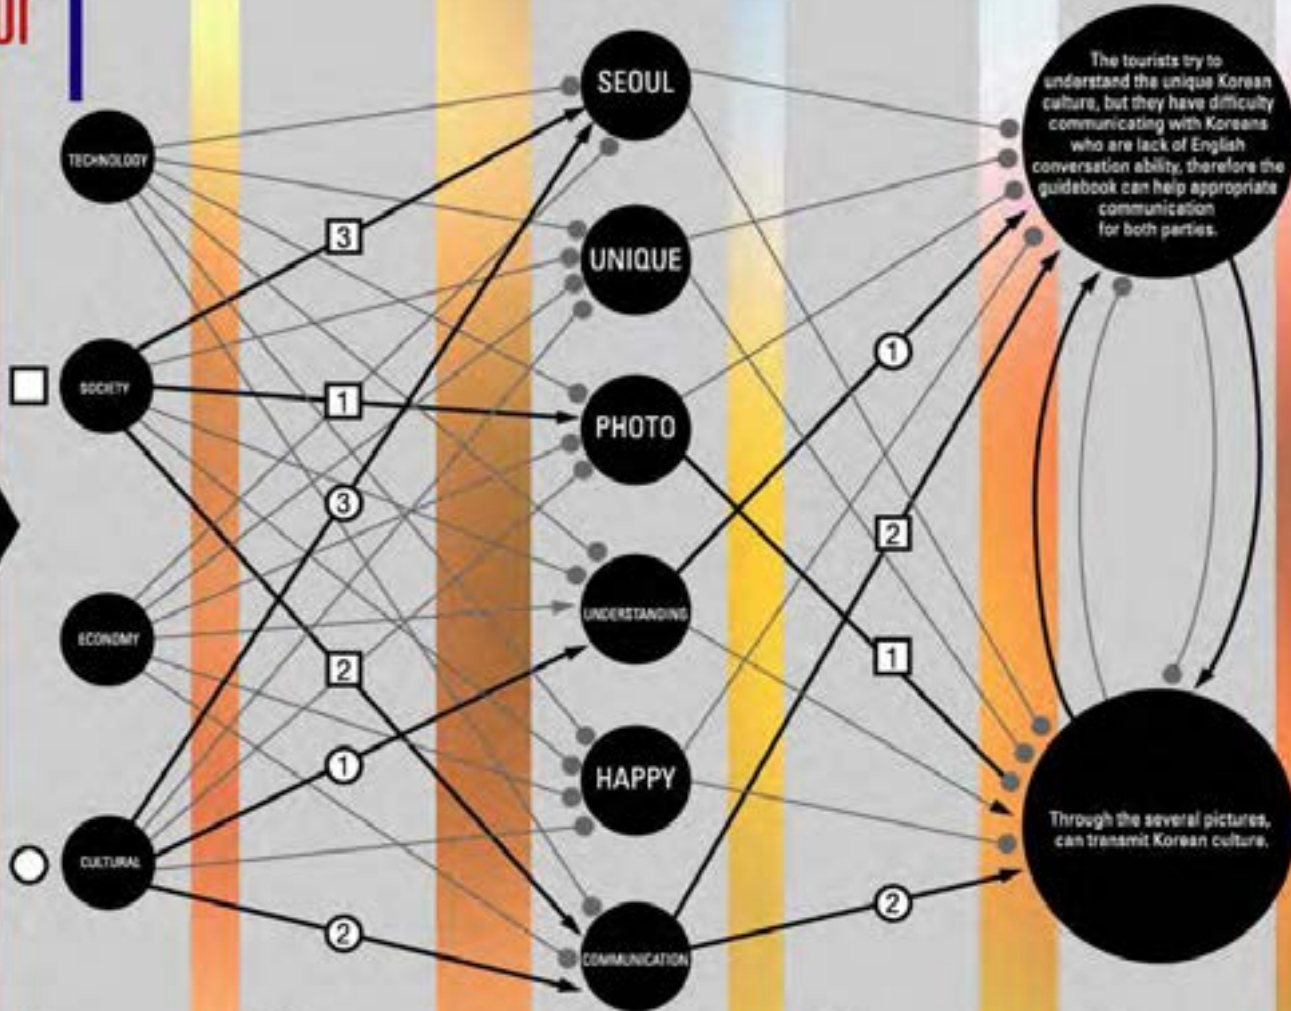 TECHNOLOGY
SOCIETY
ECONOMY
CULTURAL
3
1
3
2
1
2
SEOUL
UNIQUE
PHOTO
UNDERSTANDING
HAPPY
COMMUNICATION
1
2
1
2
The tourists try to
understand the unique Korean
culture, but they have difficulty
communicating with Koreans
who are lack of English
conversation ability, therefore the
guidebook can help appropriate
communication
for both parties.
Through the several pictures,
can transmit Korean culture.